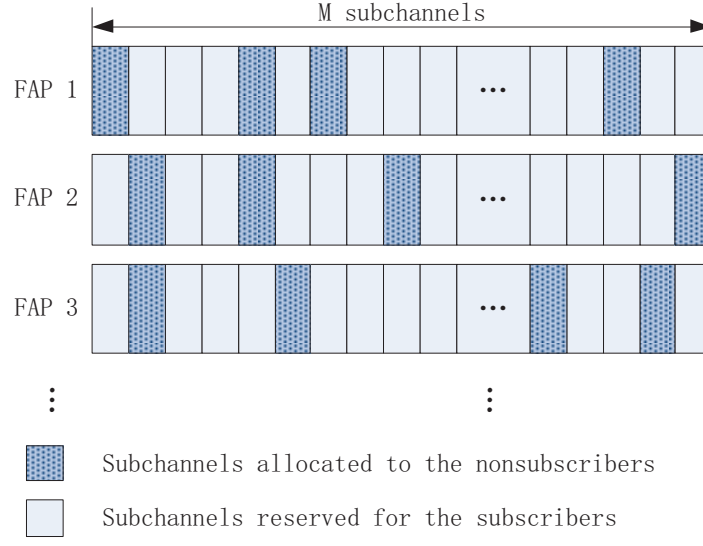 M subchannels
FAP 1
...
FAP 2
...
FAP 3
...
⋮ ⋮
Subchannels allocated to the nonsubscribers
Subchannels reserved for the subscribers